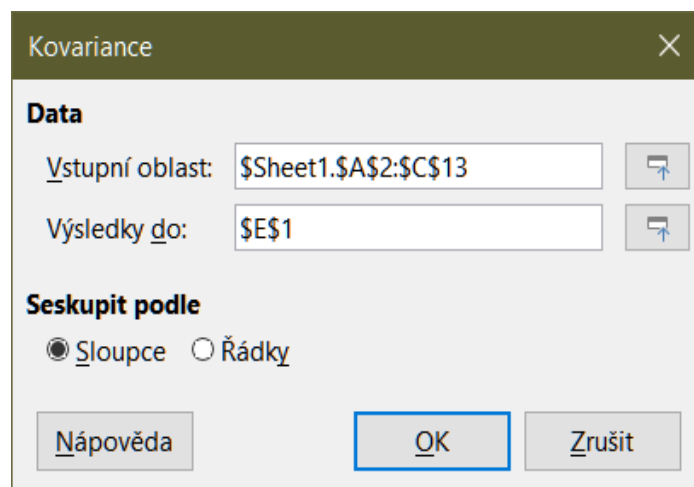 Kovariance
Data
Vstupní oblast: $Sheet1.$A$2:$C$13
Výsledky do: $E$1
Seskupit podle
Sloupce Řádky
Nápověda OK Zrušit